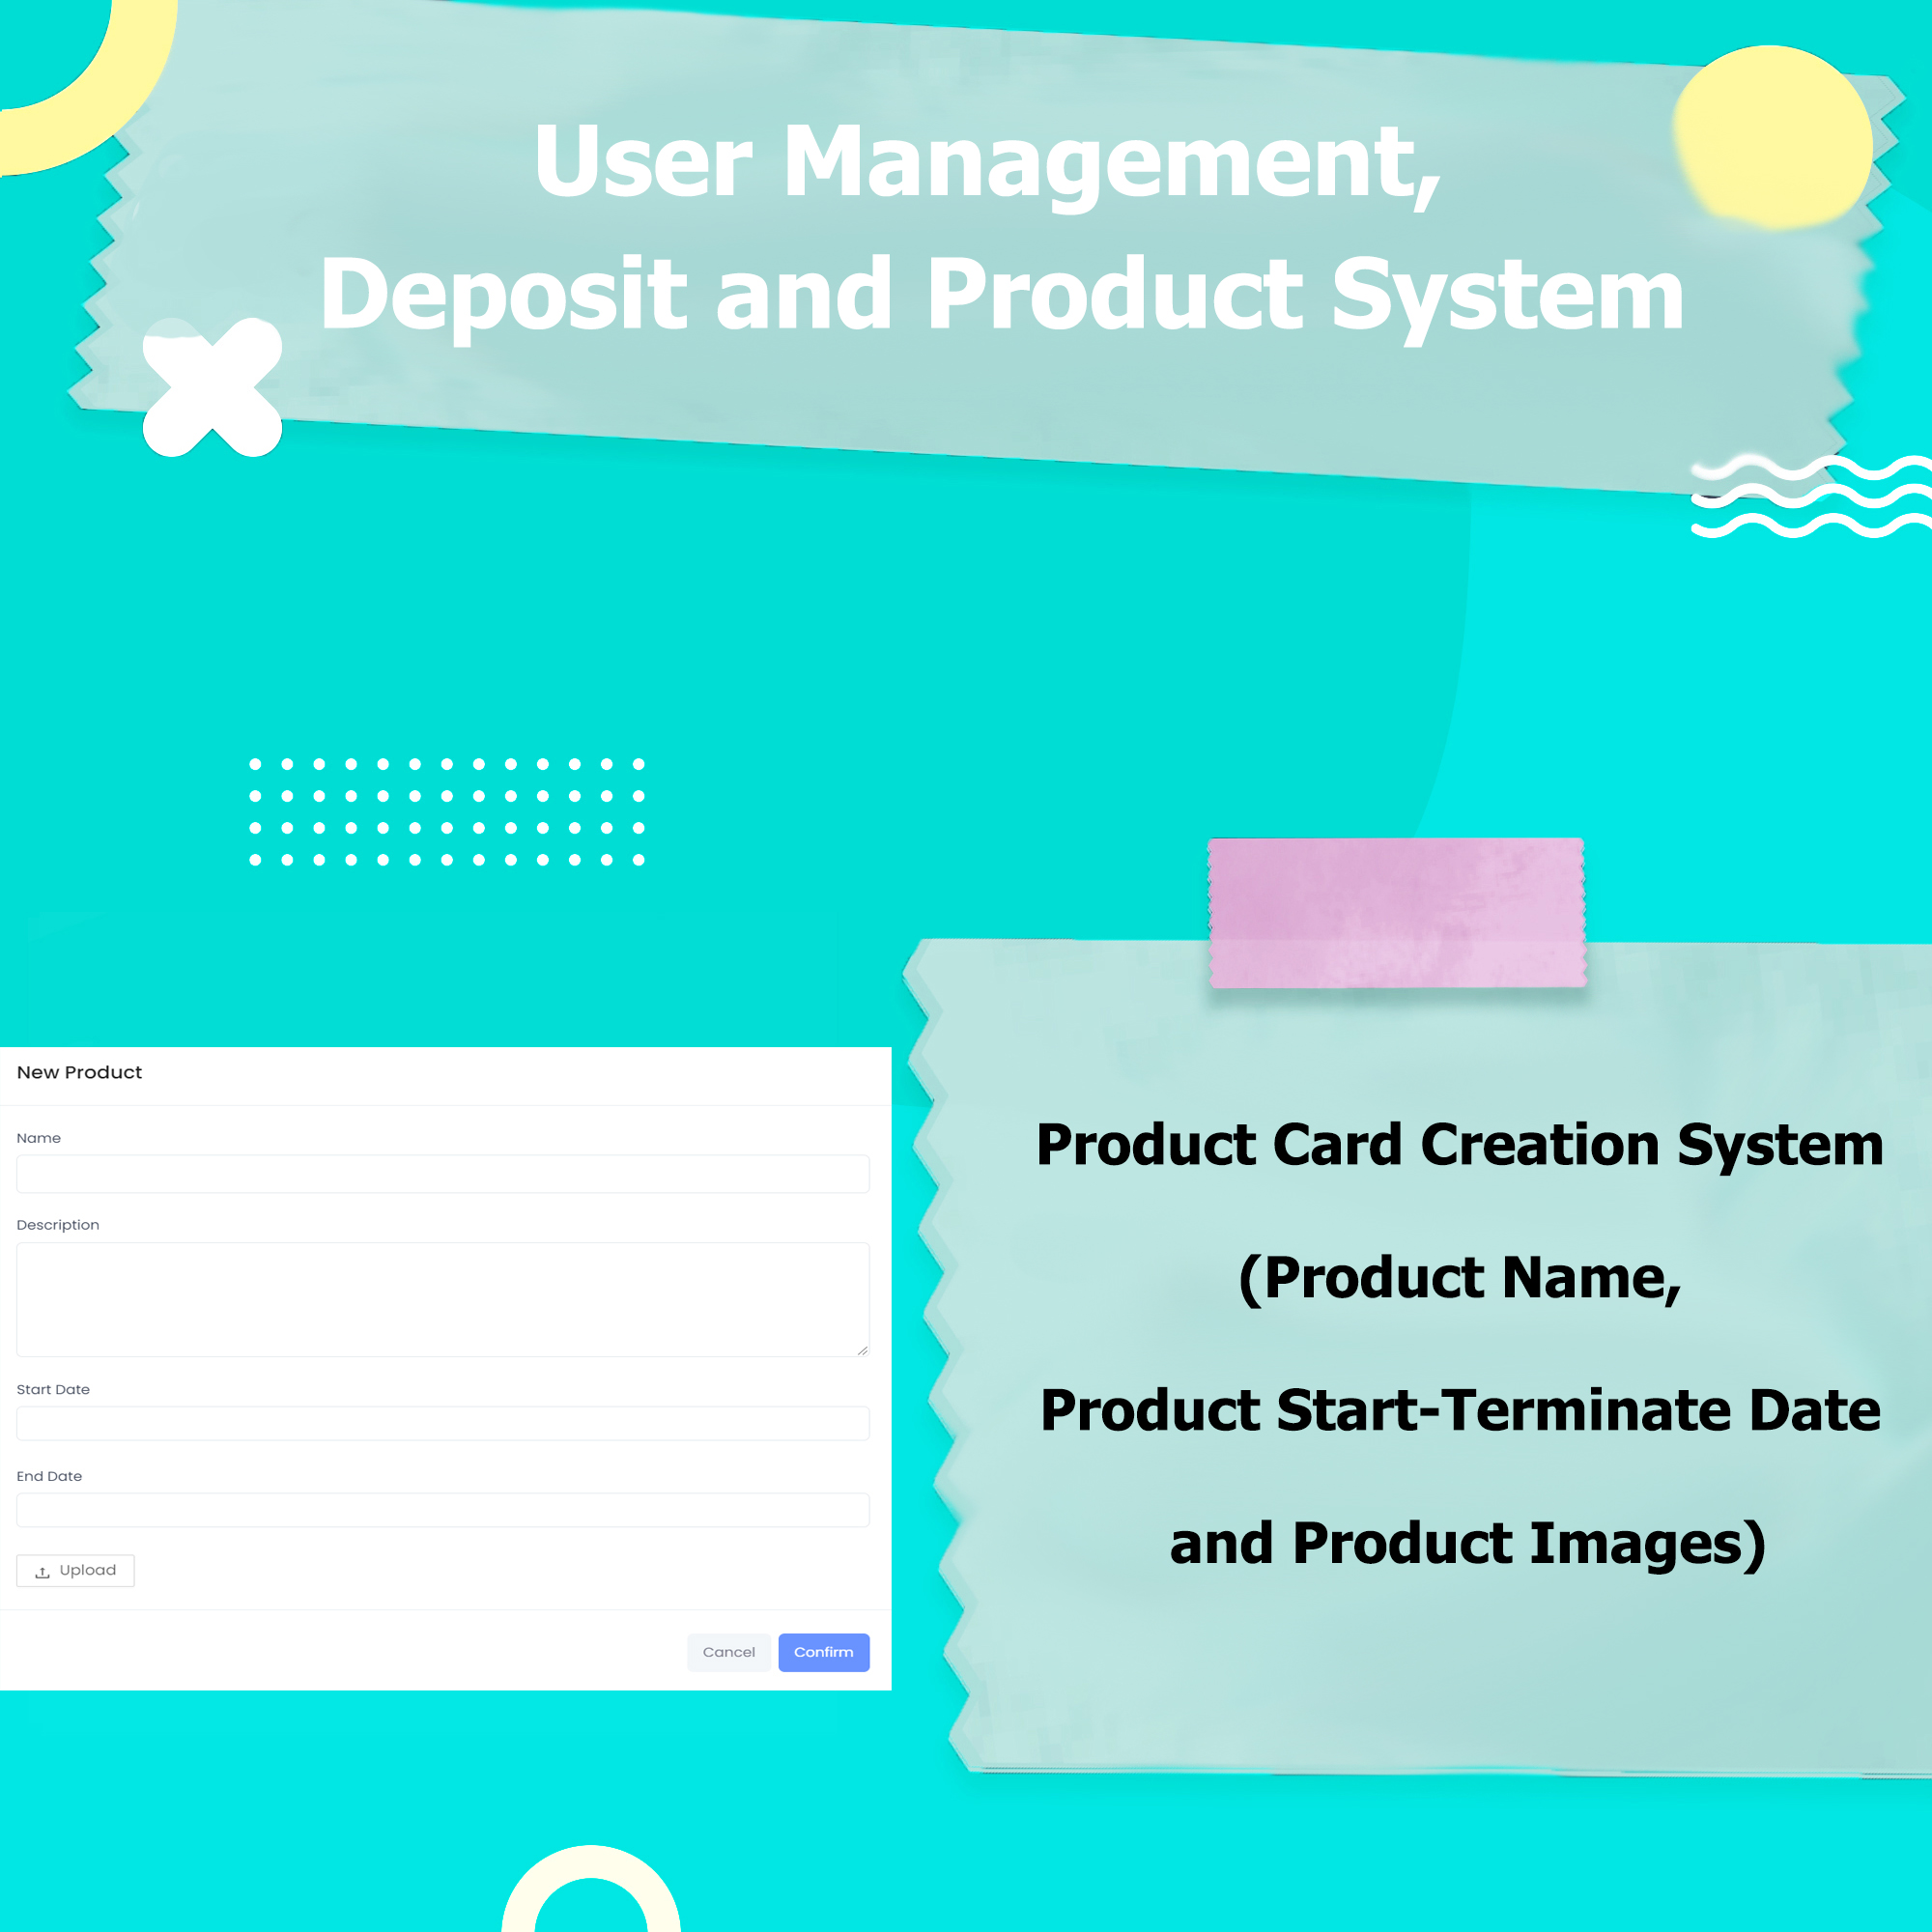 User Management,
Deposit and Product System
New Product
Name
Description
Start Date
End Date
Upload
Cancel
Confirm
Product Card Creation System
(Product Name,
Product Start-Terminate Date
and Product Images)